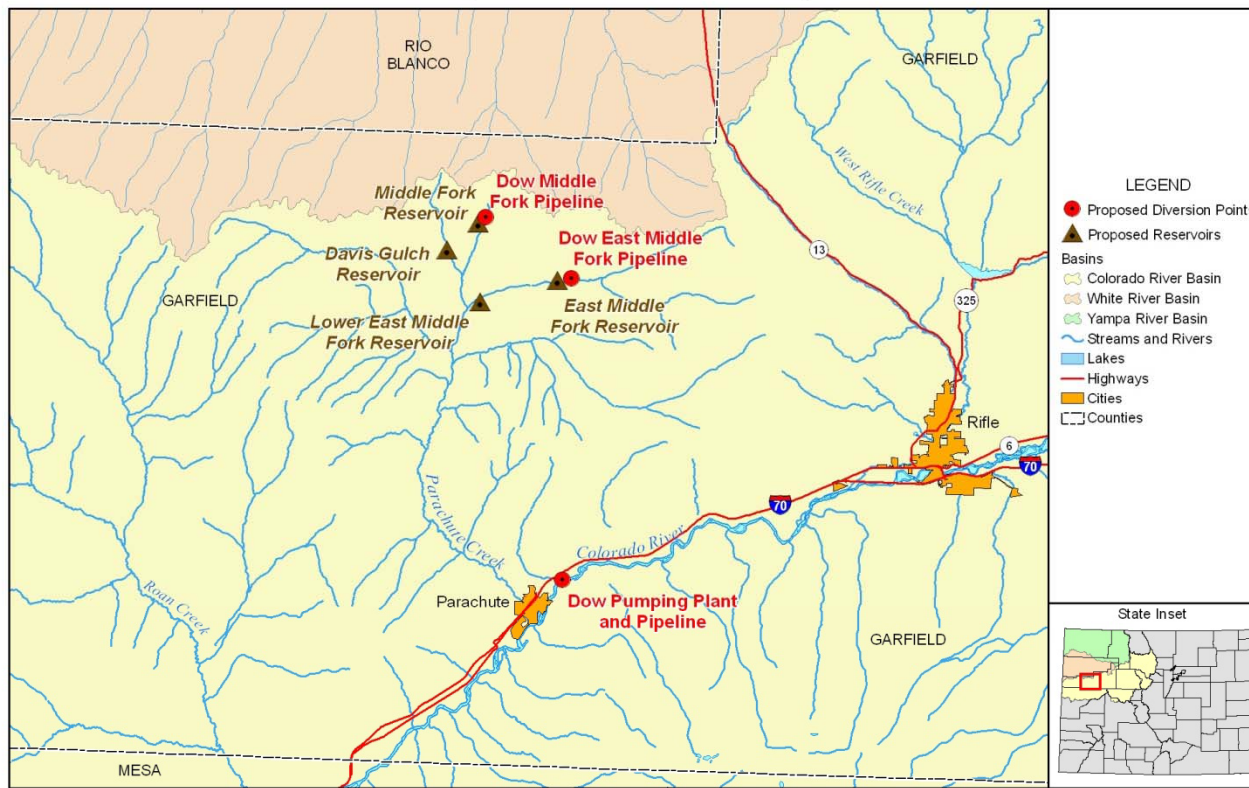 RIO
BLANCO
GARFIELD
West Rifle Creek
Middle Fork
Reservoir
Dow Middle
Fork Pipeline
Davis Gulch
Reservoir
Dow East Middle
Fork Pipeline
13
GARFIELD
325
Lower East Middle
Fork Reservoir
East Middle
Fork Reservoir
Rifle
6
70
70
Parachute Creek
Colorado River
Roan Creek
Parachute
Dow Pumping Plant
and Pipeline
GARFIELD
MESA
LEGEND
Proposed Diversion Point
Proposed Reservoirs
Basins
Colorado River Basin
White River Basin
Yampa River Basin
Streams and Rivers
Lakes
Highways
Cities
Counties
State Inset